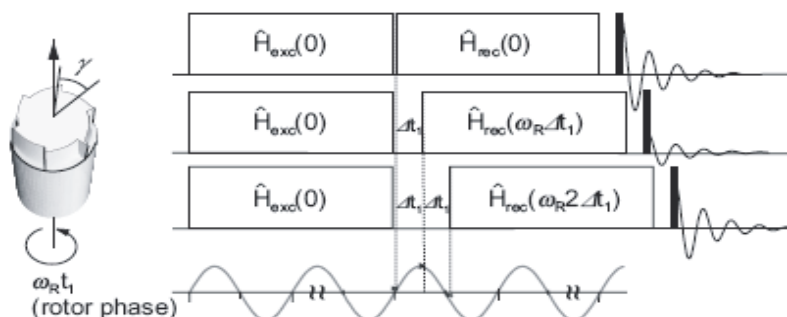 γ
Ĥexc(0) Ĥrec(0)
Ĥexc(0) Δt₁ Ĥrec(ωRΔt₁)
Ĥexc(0) Δt₁ Δt₁ Ĥrec(ωR2Δt₁)
ωRt₁
(rotor phase)